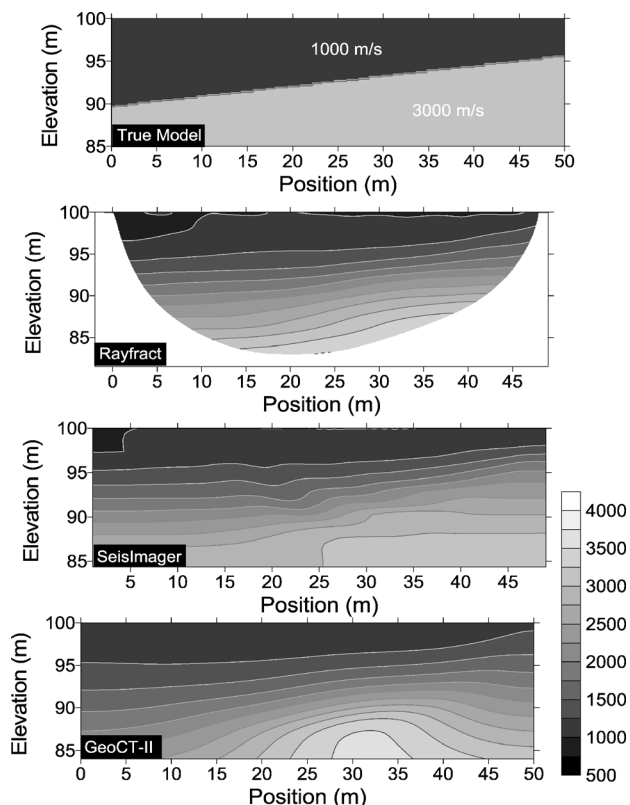 100
1000 m/s
95
90
3000 m/s
True Model
85
Elevation (m)
0 5 10 15 20 25 30 35 40 45 50
Position (m)
100
95
90
85
Elevation (m)
Rayfract
0 5 10 15 20 25 30 35 40 45
Position (m)
100
95
90
85
Elevation (m)
SeisImager
5 10 15 20 25 30 35 40 45
Position (m)
100
95
90
85
Elevation (m)
GeoCT-II
0 5 10 15 20 25 30 35 40 45 50
Position (m)
4000
3500
3000
2500
2000
1500
1000
500